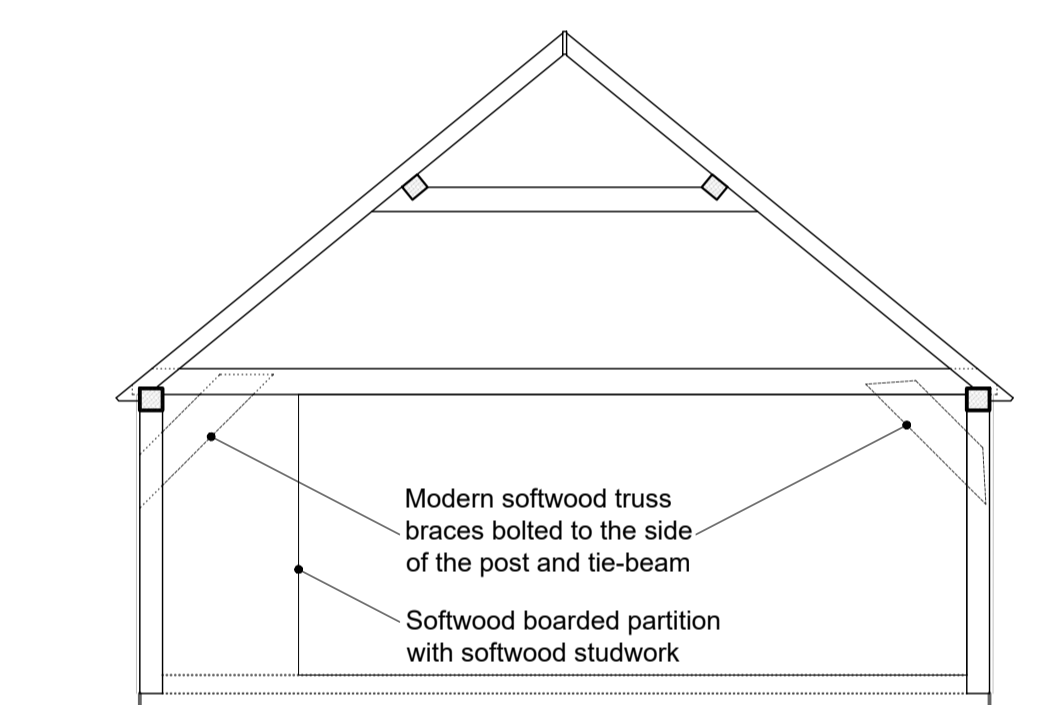 Modern softwood truss
braces bolted to the side
of the post and tie-beam
Softwood boarded partition
with softwood studwork